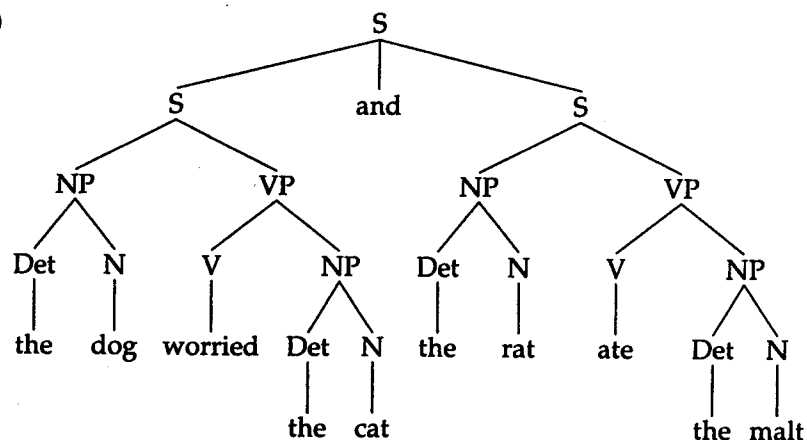 )
S
S and S
NP VP NP VP
Det N V NP Det N V NP
the dog worried Det N the rat ate Det N
the cat the malt